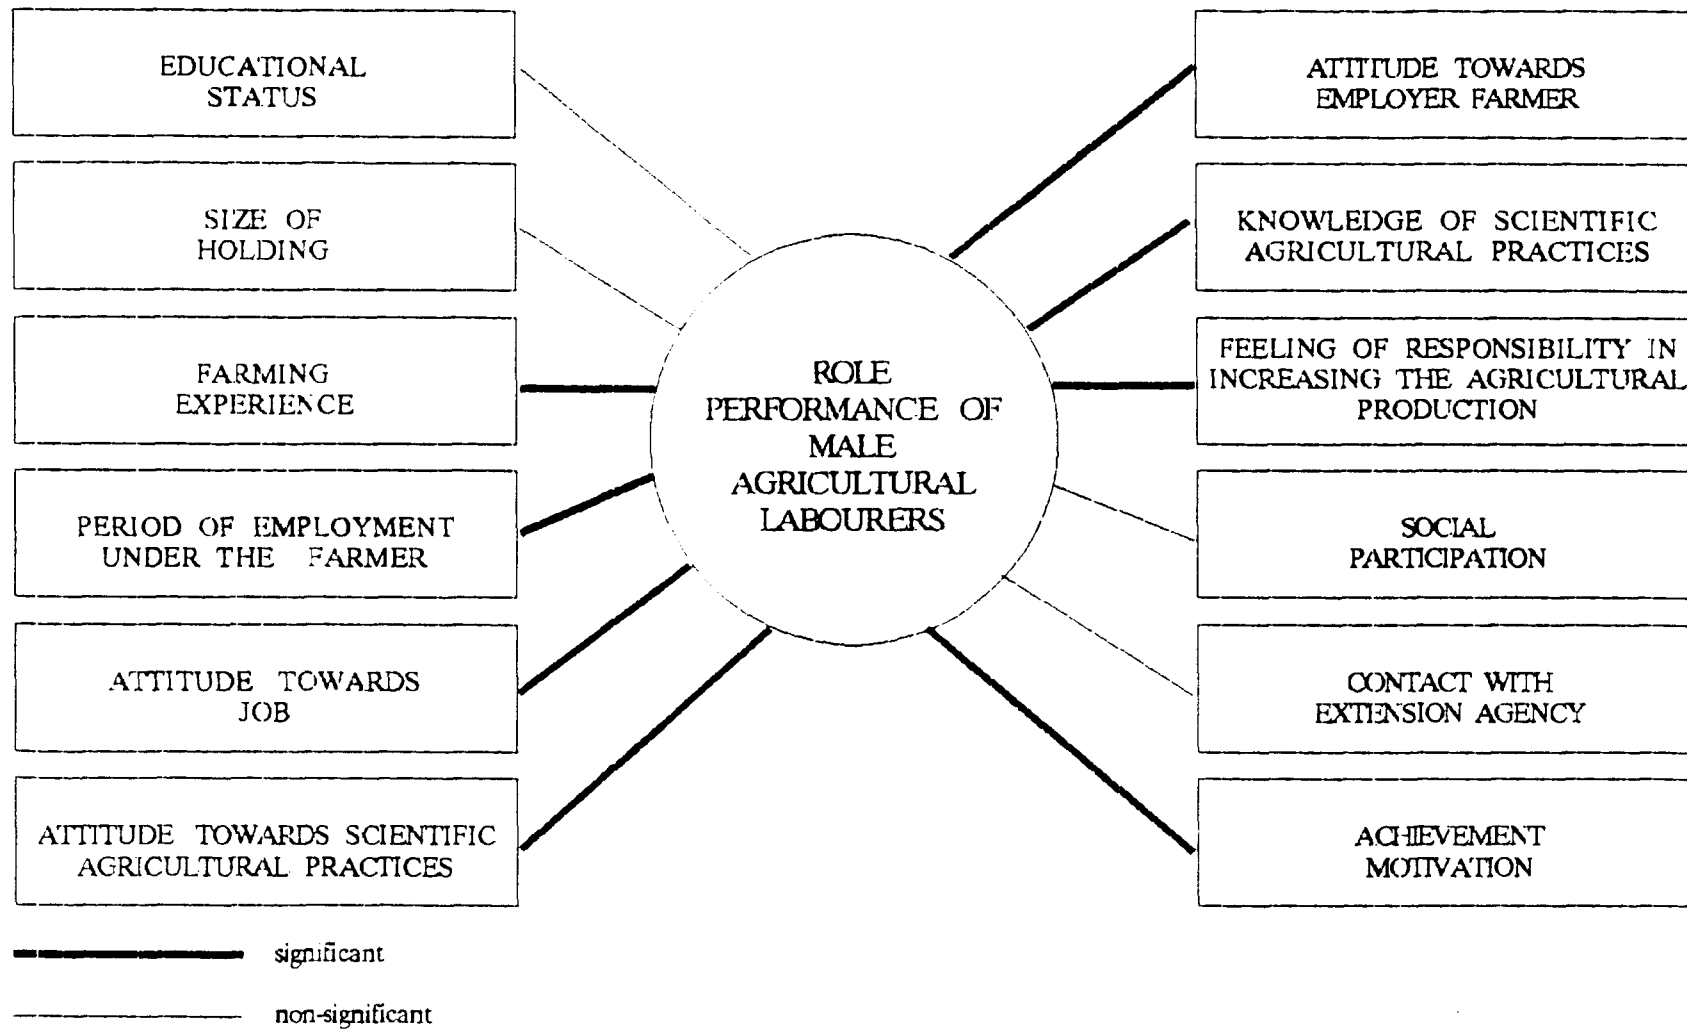 EDUCATIONAL
STATUS
SIZE OF
HOLDING
FARMING
EXPERIENCE
PERIOD OF EMPLOYMENT
UNDER THE FARMER
ATTITUDE TOWARDS
JOB
ATTITUDE TOWARDS SCIENTIFIC
AGRICULTURAL PRACTICES
ROLE
PERFORMANCE OF
MALE
AGRICULTURAL
LABOURERS
ATTITUDE TOWARDS
EMPLOYER FARMER
KNOWLEDGE OF SCIENTIFIC
AGRICULTURAL PRACTICES
FEELING OF RESPONSIBILITY IN
INCREASING THE AGRICULTURAL
PRODUCTION
SOCIAL
PARTICIPATION
CONTACT WITH
EXTENSION AGENCY
ACHIEVEMENT
MOTIVATION
significant
non-significant